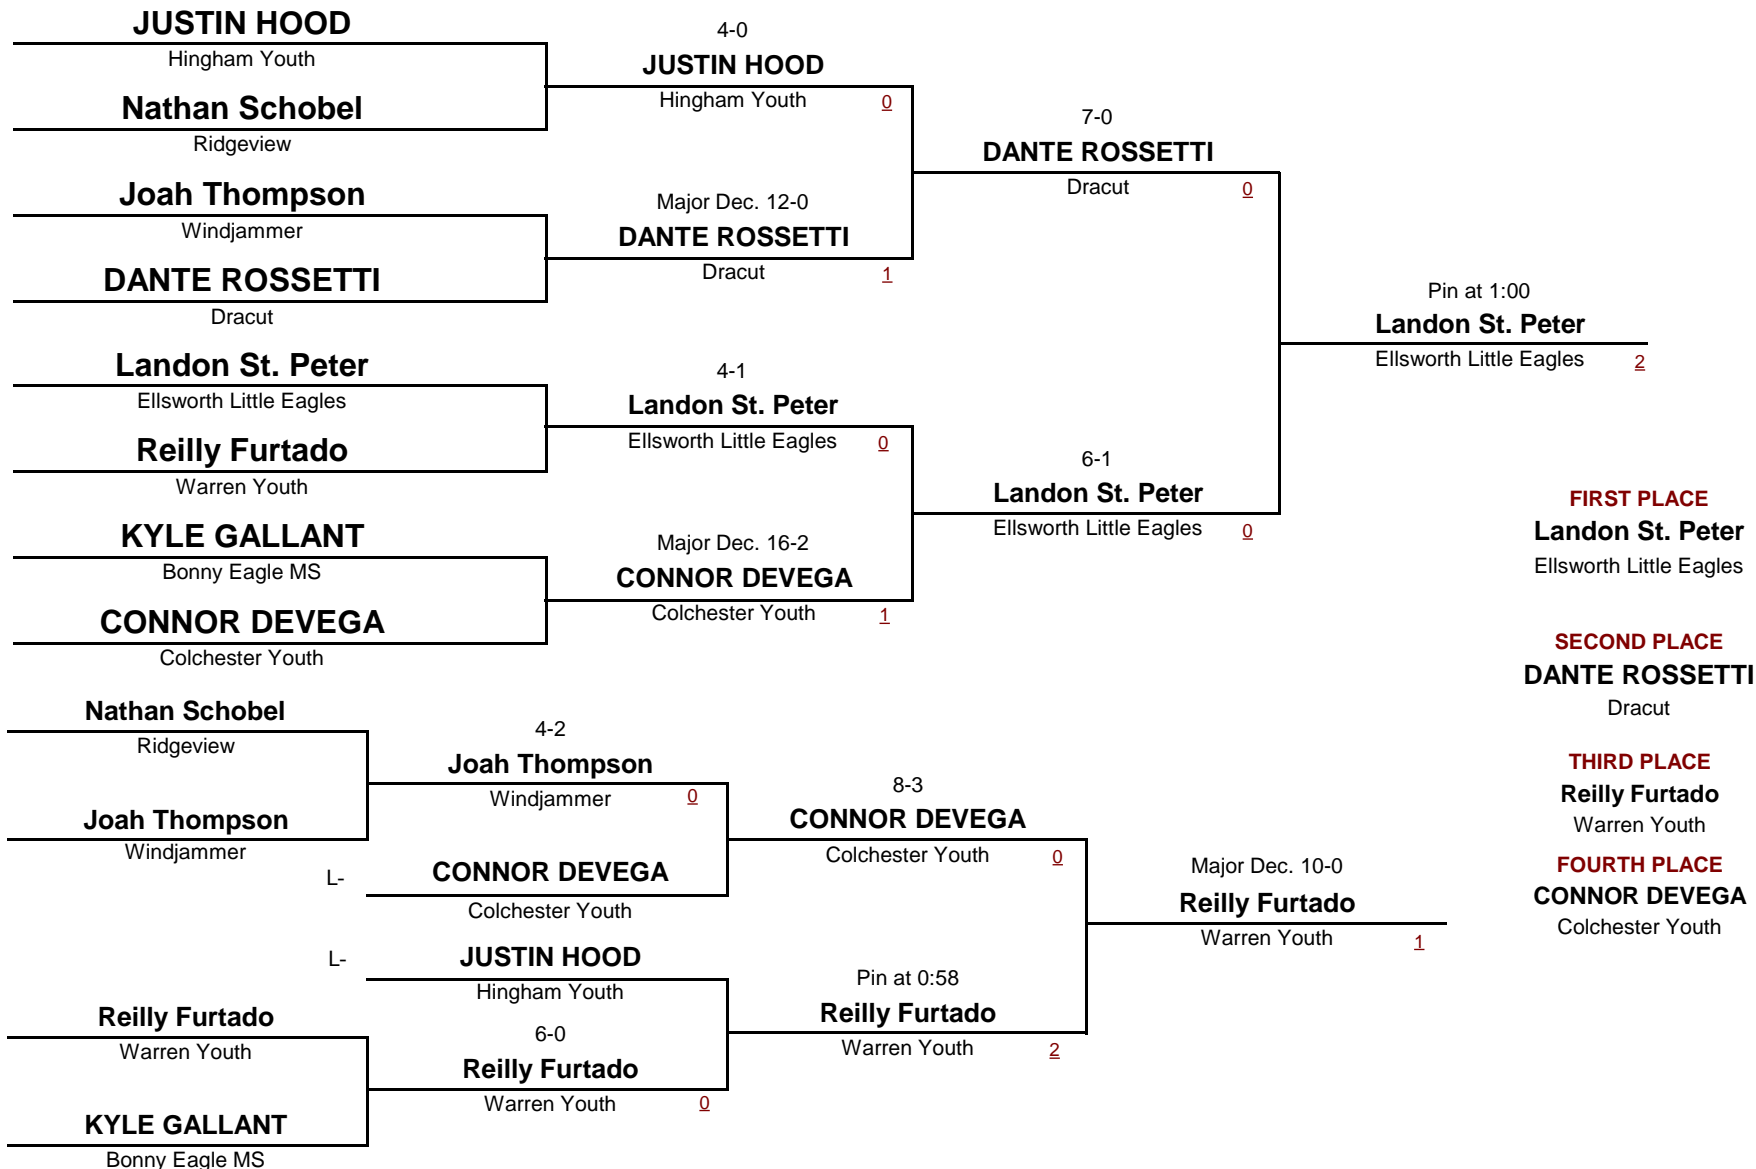 JUSTIN HOOD
Hingham Youth
Nathan Schobel
Ridgeview
Joah Thompson
Windjammer
DANTE ROSSETTI
Dracut
Landon St. Peter
Ellsworth Little Eagles
Reilly Furtado
Warren Youth
KYLE GALLANT
Bonny Eagle MS
CONNOR DEVEGA
Colchester Youth
4-0
JUSTIN HOOD
Hingham Youth 0
Major Dec. 12-0
DANTE ROSSETTI
Dracut 1
4-1
Landon St. Peter
Ellsworth Little Eagles 0
Major Dec. 16-2
CONNOR DEVEGA
Colchester Youth 1
7-0
DANTE ROSSETTI
Dracut 0
6-1
Landon St. Peter
Ellsworth Little Eagles 0
Pin at 1:00
Landon St. Peter
Ellsworth Little Eagles 2
FIRST PLACE
Landon St. Peter
Ellsworth Little Eagles
SECOND PLACE
DANTE ROSSETTI
Dracut
THIRD PLACE
Reilly Furtado
Warren Youth
FOURTH PLACE
CONNOR DEVEGA
Colchester Youth
Nathan Schobel
Ridgeview
Joah Thompson
Windjammer
Reilly Furtado
Warren Youth
KYLE GALLANT
Bonny Eagle MS
4-2
Joah Thompson
Windjammer 0
L- CONNOR DEVEGA
Colchester Youth
L- JUSTIN HOOD
Hingham Youth
6-0
Reilly Furtado
Warren Youth 0
8-3
CONNOR DEVEGA
Colchester Youth 0
Pin at 0:58
Reilly Furtado
Warren Youth 2
Major Dec. 10-0
Reilly Furtado
Warren Youth 1